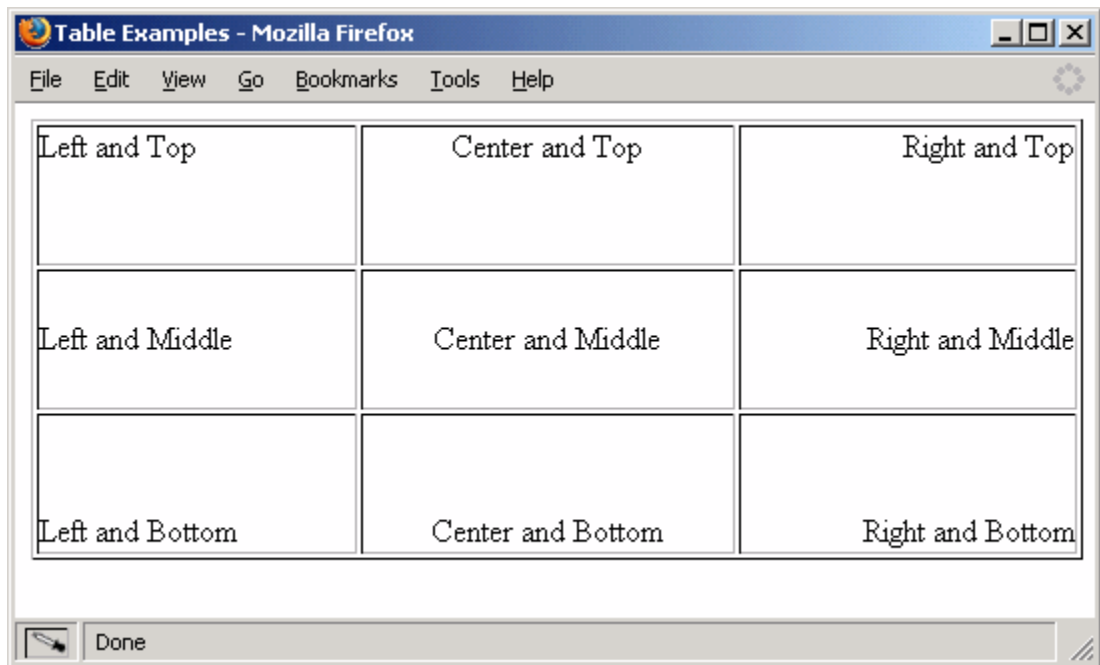 Table Examples - Mozilla Firefox
File Edit View Go Bookmarks Tools Help
Left and Top Center and Top Right and Top
Left and Middle Center and Middle Right and Middle
Left and Bottom Center and Bottom Right and Bottom
Done